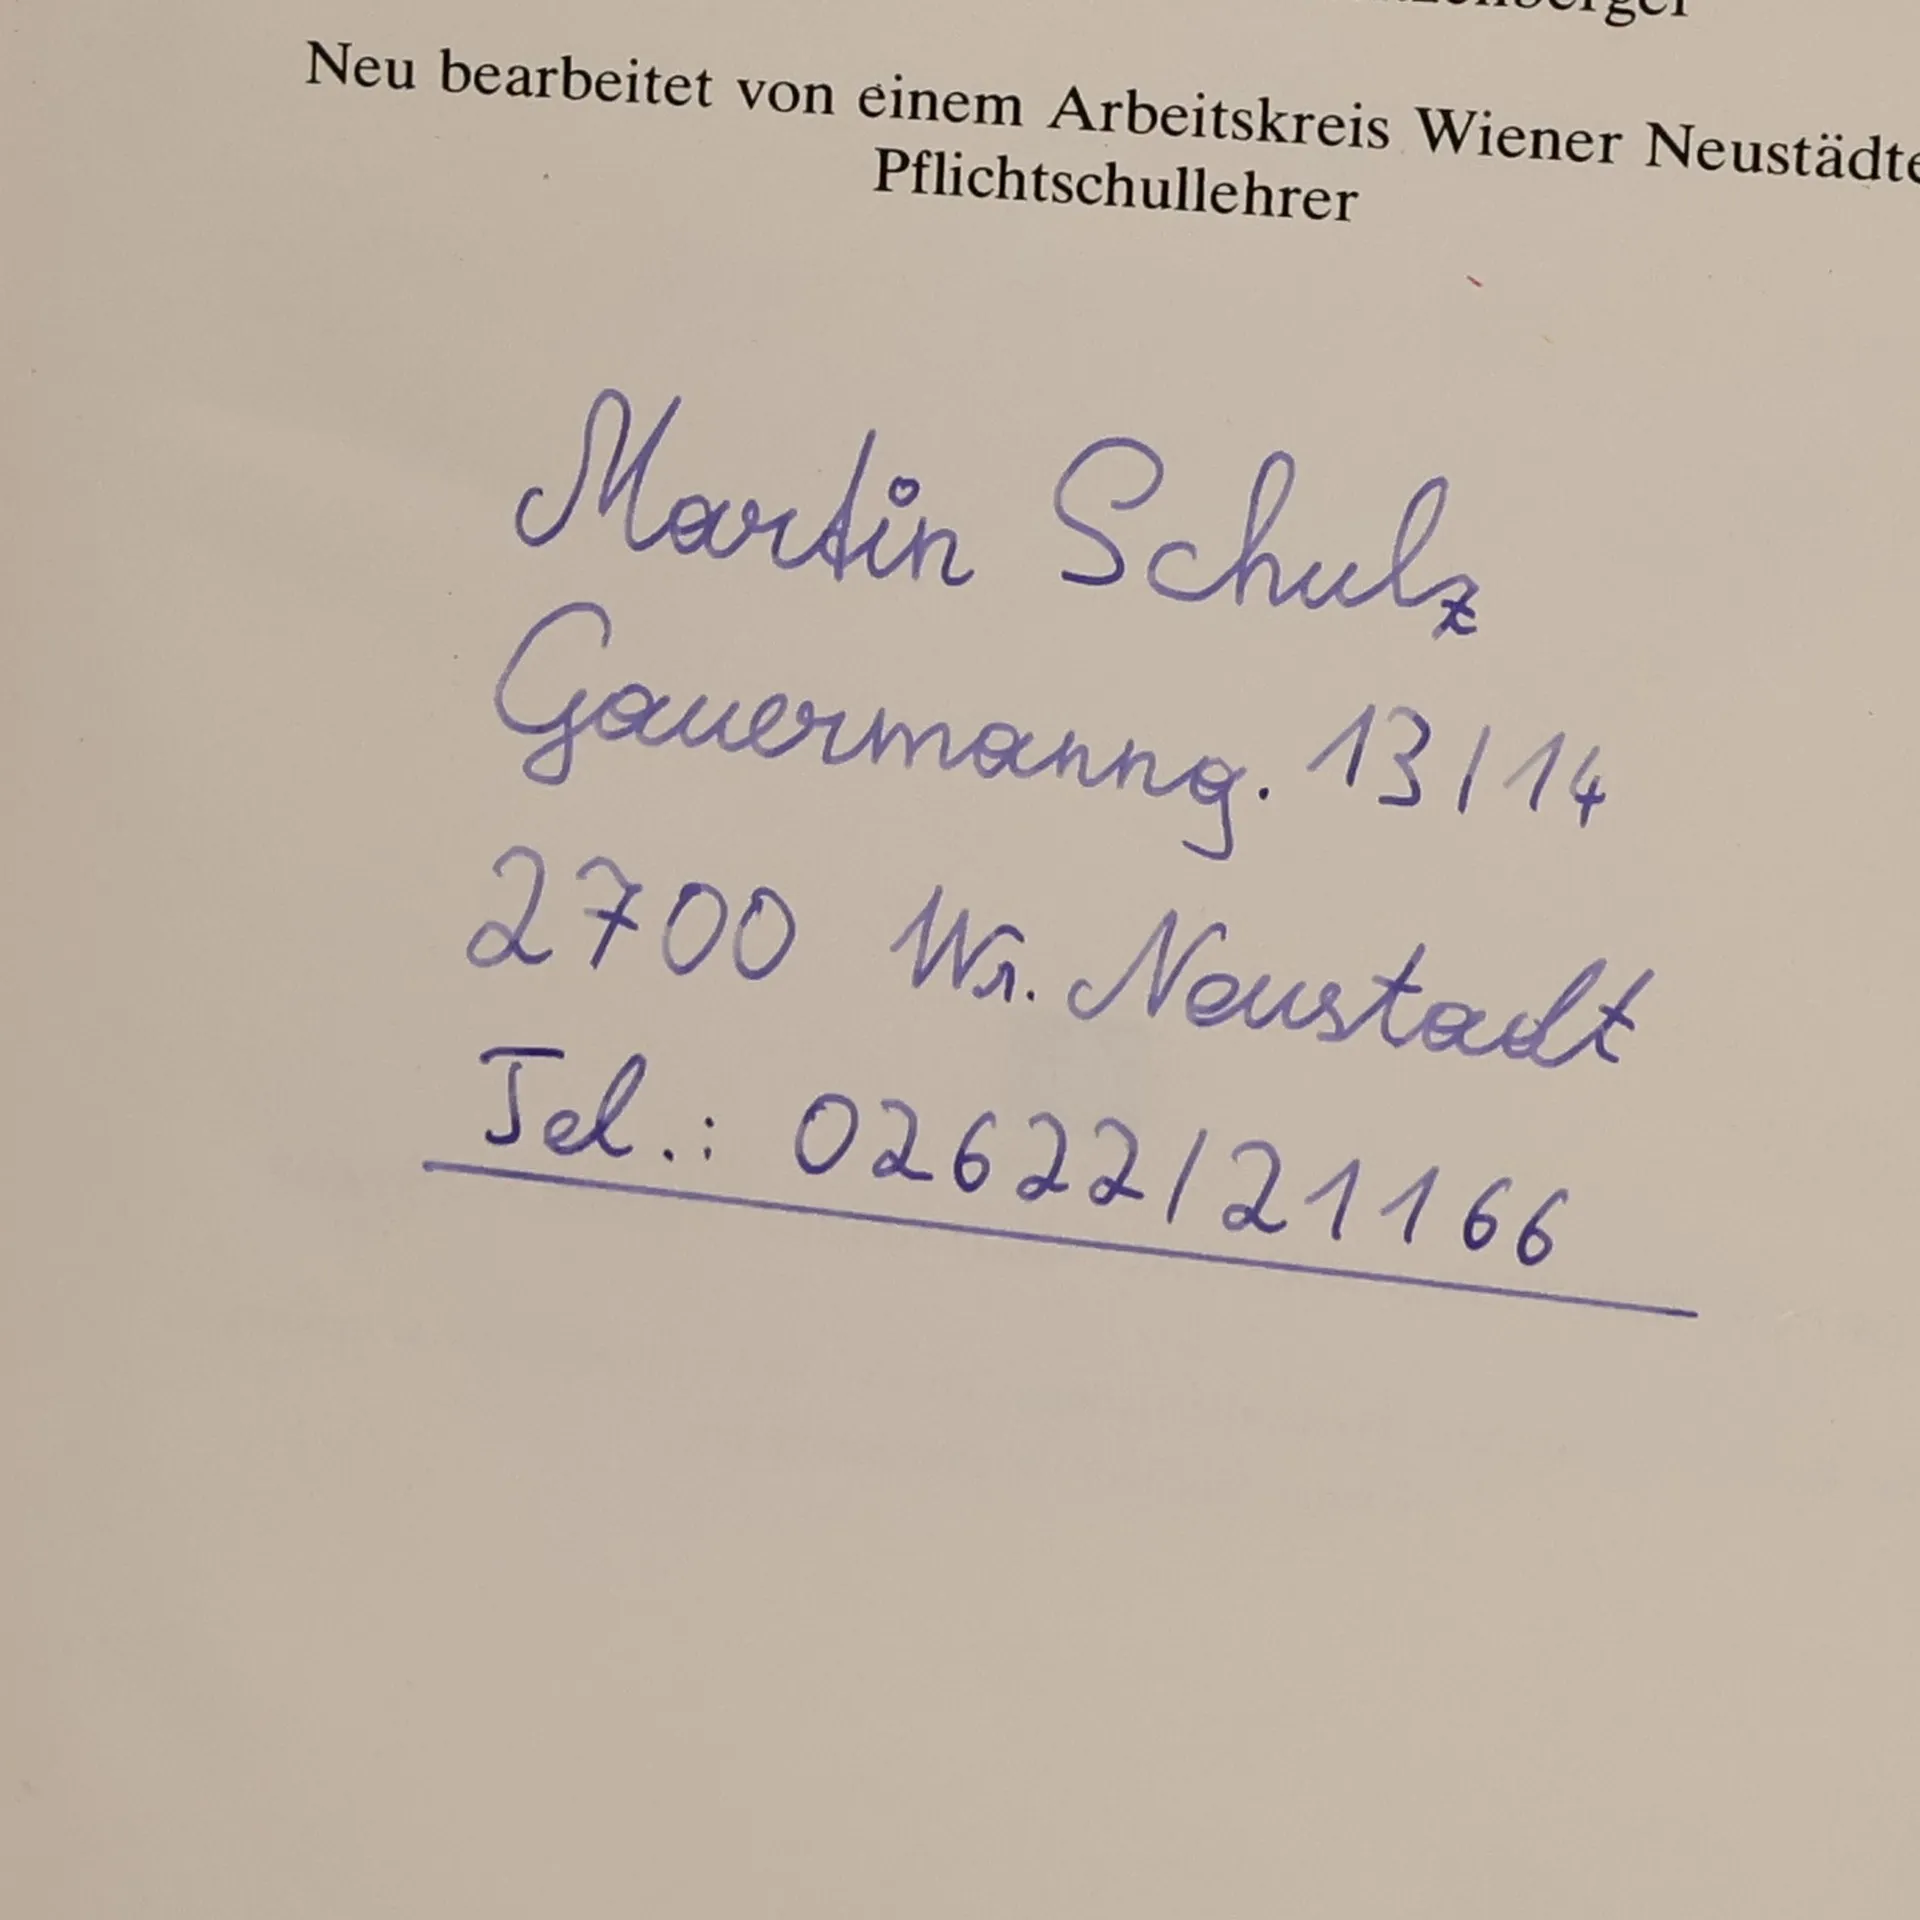 Neu bearbeitet von einem Arbeitskreis Wiener Neustädte
Pflichtschullehrer
Martin Schulz
Gauermanng. 13/14
2700 Wr. Neustadt
Tel.: 02622/21166